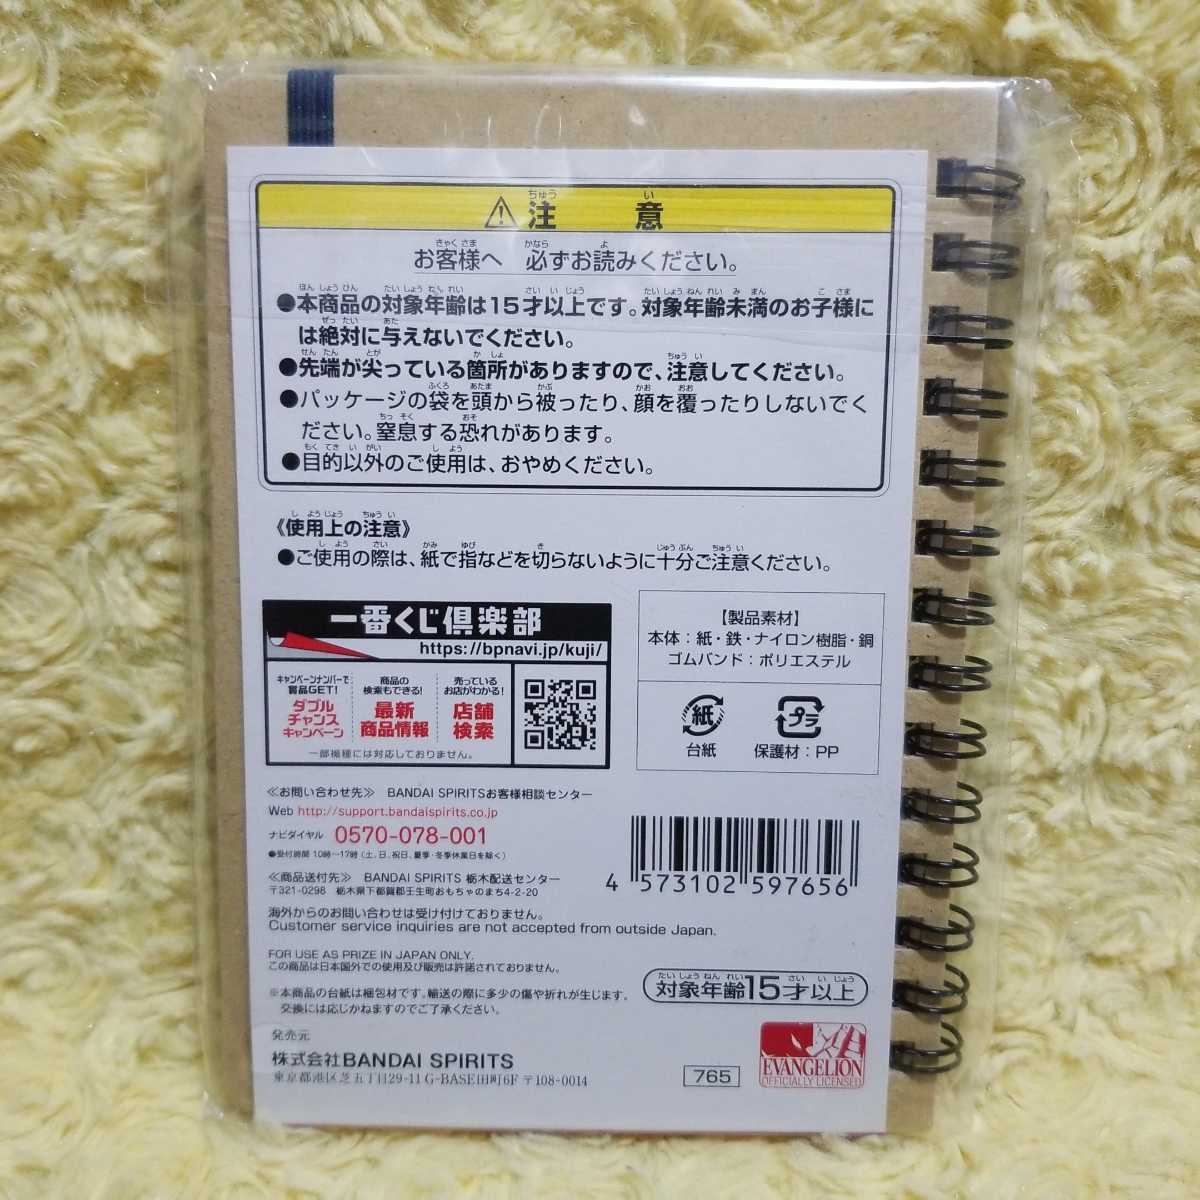 ⚠注意
お客様へ 必ずお読みください。
●本商品の対象年齢は15才以上です。対象年齢未満のお子様に
は絶対に与えないでください。
●先端が尖っている箇所がありますので、注意してください。
●パッケージの袋を頭から被ったり、顔を覆ったりしないでく
ださい。窒息する恐れがあります。
●目的以外のご使用は、おやめください。
《使用上の注意》
●ご使用の際は、紙で指などを切らないように十分ご注意ください。
一番くじ倶楽部
https://bpnavi.jp/kuji/
キャンペーンナンバーで
賞品GET!
ダブル
チャンス
キャンペーン
商品の
検索もできる!
最新
商品情報
売っている
お店がわかる!
店舗
検索
一部機種には対応しておりません。
【製品素材】
本体:紙・鉄・ナイロン樹脂・銅
ゴムバンド:ポリエステル
紙
台紙
プラ
保護材:PP
≪お問い合わせ先≫ BANDAI SPIRITSお客様相談センター
Web http://support.bandaispirits.co.jp
ナビダイヤル 0570-078-001
●受付時間 10時〜17時(土、日、祝日、夏季・冬季休業日を除く)
≪商品送付先≫ BANDAI SPIRITS 栃木配送センター
〒321-0298 栃木県下都賀郡壬生町おもちゃのまち4-2-20
海外からのお問い合わせは受け付けておりません。
Customer service inquiries are not accepted from outside Japan.
4 573102 597656
FOR USE AS PRIZE IN JAPAN ONLY.
この商品は日本国外での使用及び販売は許諾されておりません。
※本商品の台紙は梱包材です。輸送の際に多少の傷や折れが生じます。
交換には応じかねますのでご了承ください。
対象年齢15才以上
発売元
株式会社BANDAI SPIRITS
東京都港区芝五丁目29-11 G-BASE田町6F 〒108-0014
765
EVANGELION
OFFICIALLY LICENSED